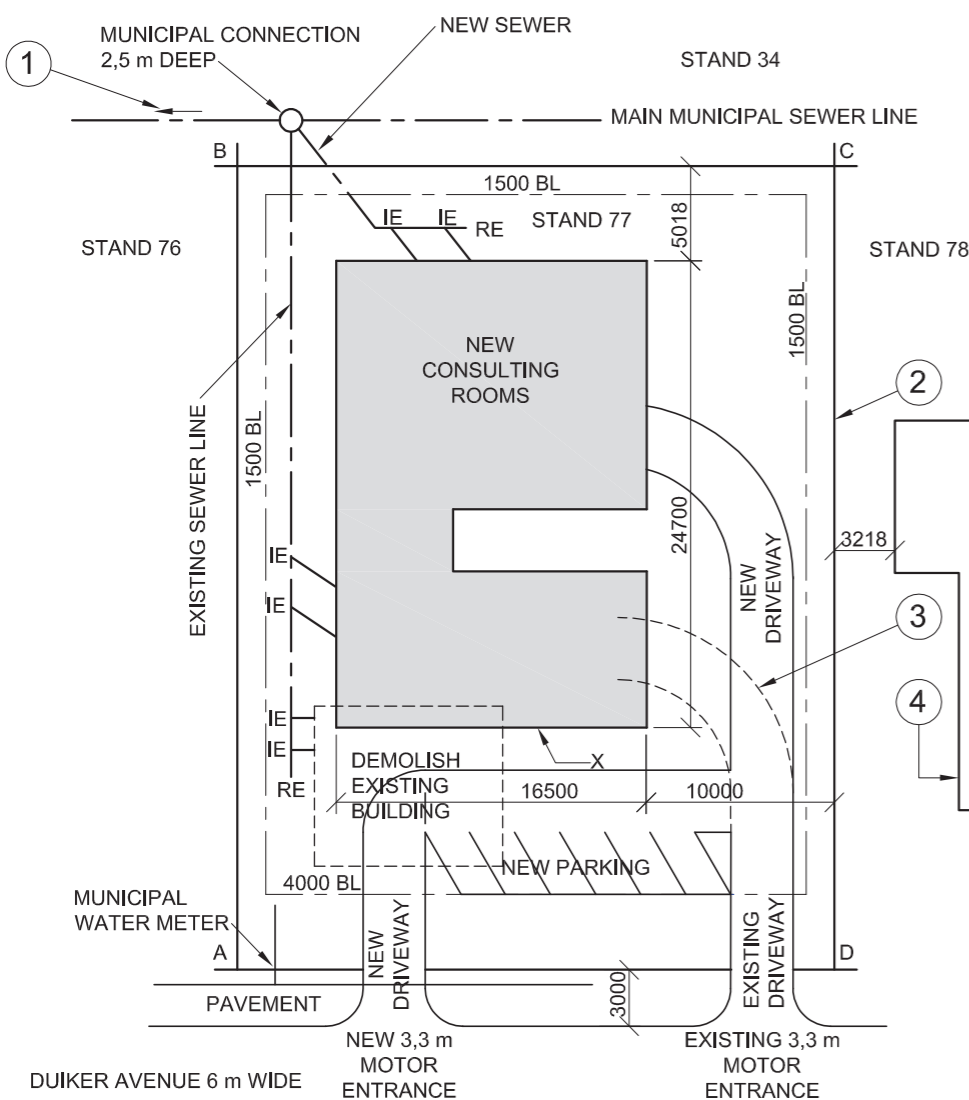 MUNICIPAL CONNECTION
2,5 m DEEP
NEW SEWER
STAND 34
1
MAIN MUNICIPAL SEWER LINE
B
C
1500 BL
IE
IE
RE
STAND 77
5018
STAND 76
STAND 78
NEW
CONSULTING
ROOMS
1500 BL
2
EXISTING SEWER LINE
1500 BL
24700
3218
IE
IE
NEW
DRIVEWAY
3
4
IE
IE
RE
DEMOLISH
EXISTING
BUILDING
X
16500
10000
NEW PARKING
4000 BL
MUNICIPAL
WATER METER
A
D
NEW
DRIVEWAY
EXISTING
DRIVEWAY
PAVEMENT
3000
NEW 3,3 m
MOTOR
ENTRANCE
EXISTING 3,3 m
MOTOR
ENTRANCE
DUIKER AVENUE 6 m WIDE